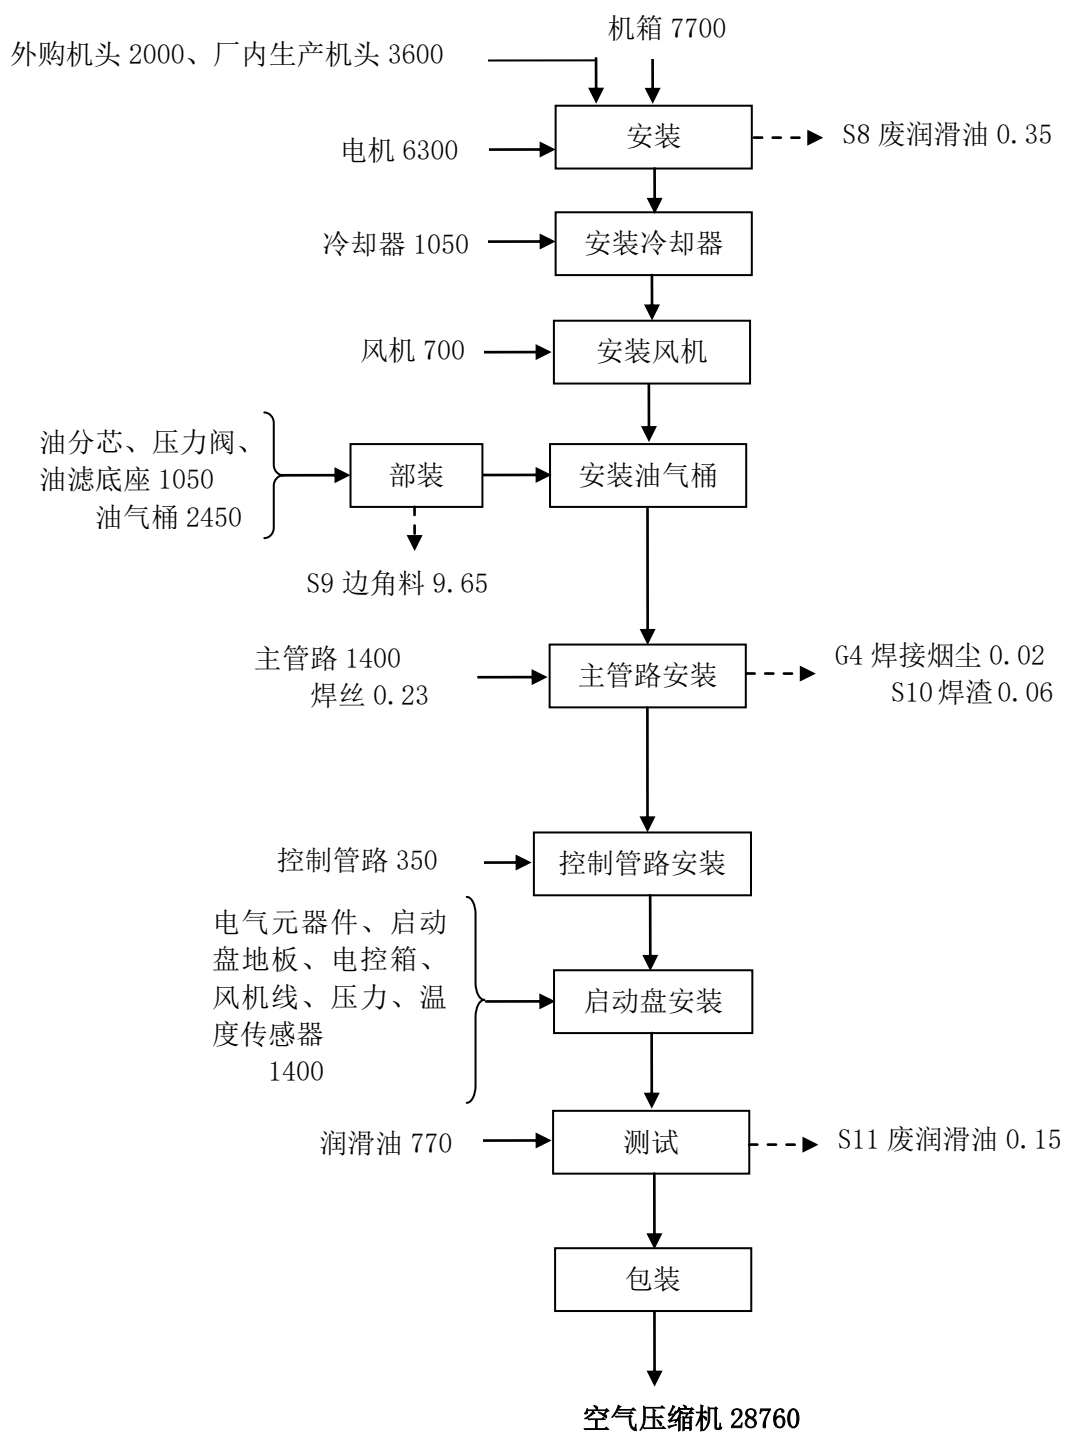 机箱 7700
外购机头 2000、厂内生产机头 3600
安装
S8 废润滑油 0.35
电机 6300
冷却器 1050
安装冷却器
风机 700
安装风机
油分芯、压力阀、
油滤底座 1050
油气桶 2450
部装
安装油气桶
S9 边角料 9.65
主管路 1400
焊丝 0.23
主管路安装
G4 焊接烟尘 0.02
S10 焊渣 0.06
控制管路 350
控制管路安装
电气元器件、启动
盘地板、电控箱、
风机线、压力、温
度传感器
1400
启动盘安装
润滑油 770
测试
S11 废润滑油 0.15
包装
空气压缩机 28760